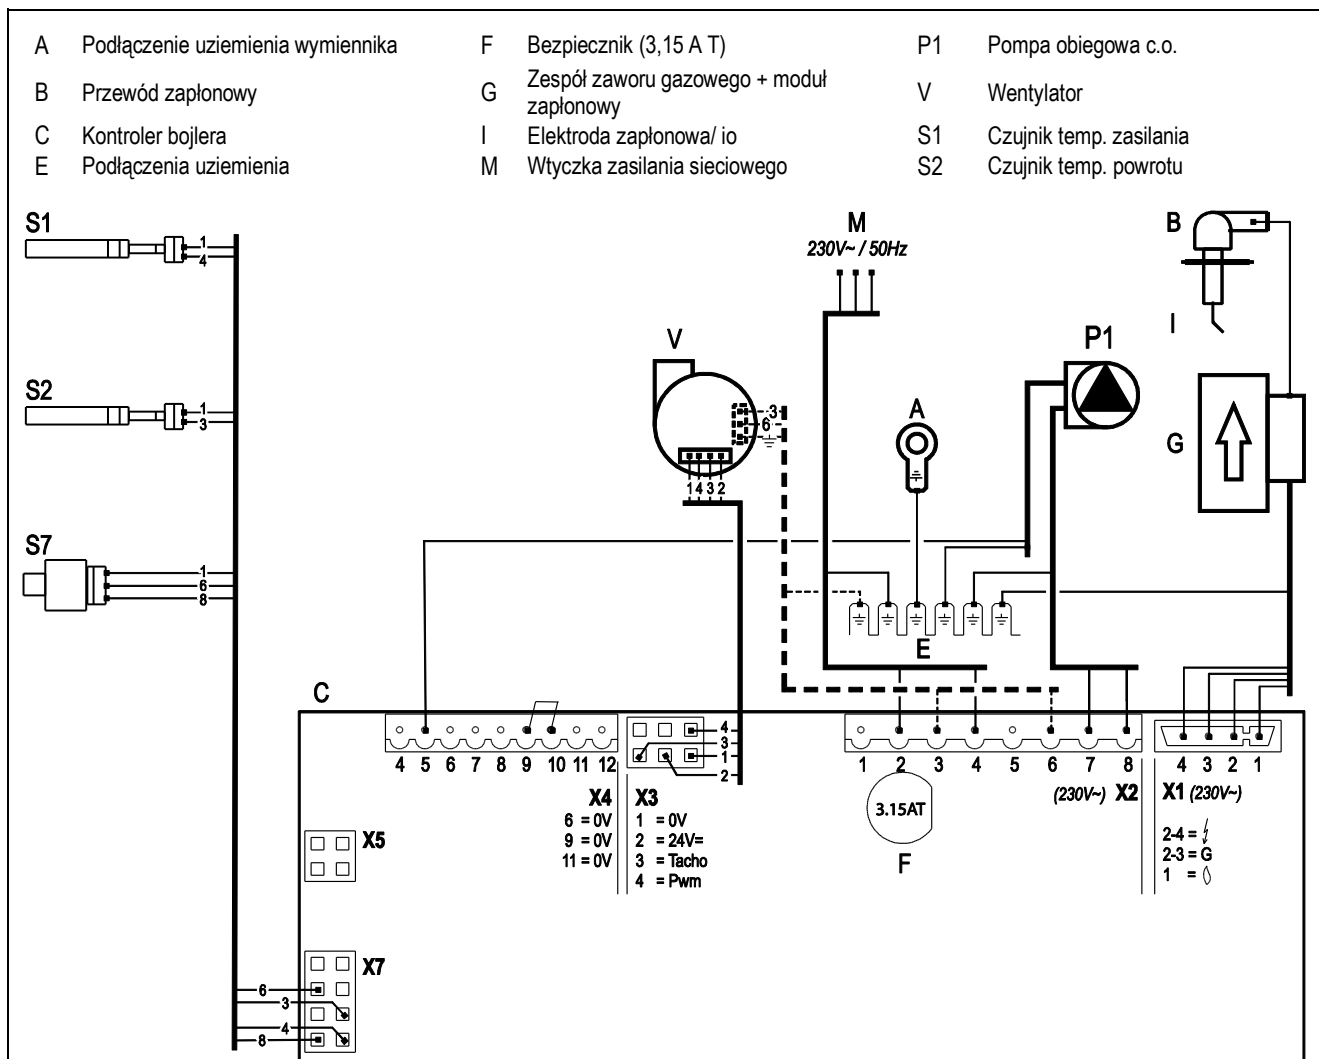 A Podłączenie uziemienia wymiennika
B Przewód zapłonowy
C Kontroler bojlera
E Podłączenia uziemienia
F Bezpiecznik (3,15 A T)
G Zespół zaworu gazowego + moduł
zapłonowy
I Elektroda zapłonowa/ io
M Wtyczka zasilania sieciowego
P1 Pompa obiegowa c.o.
V Wentylator
S1 Czujnik temp. zasilania
S2 Czujnik temp. powrotu
S1
1
4
S2
1
3
S7
1
6
8
M
230V~ / 50Hz
V
3
6
1 4 3 2
A
P1
B
I
G
E
C
4 5 6 7 8 9 10 11 12
X4
6 = 0V
9 = 0V
11 = 0V
4
3
1
2
X3
1 = 0V
2 = 24V=
3 = Tacho
4 = Pwm
1 2 3 4 5 6 7 8
(230V~) X2
3.15AT
F
4 3 2 1
X1 (230V~)
2-4 =
2-3 = G
1 =
X5
X7
6
3
4
8